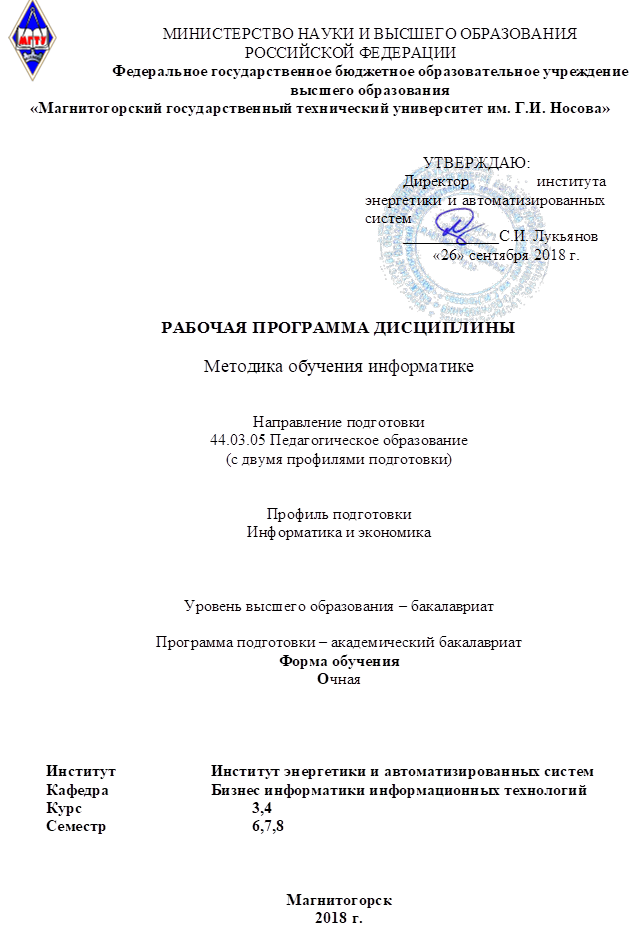 МГТУ
МИНИСТЕРСТВО НАУКИ И ВЫСШЕГО ОБРАЗОВАНИЯ
РОССИЙСКОЙ ФЕДЕРАЦИИ
Федеральное государственное бюджетное образовательное учреждение
высшего образования
«Магнитогорский государственный технический университет им. Г.И. Носова»
УТВЕРЖДАЮ:
Директор института
энергетики и автоматизированных
систем
____________С.И. Лукьянов
«26» сентября 2018 г.
РАБОЧАЯ ПРОГРАММА ДИСЦИПЛИНЫ
Методика обучения информатике
Направление подготовки
44.03.05 Педагогическое образование
(с двумя профилями подготовки)
Профиль подготовки
Информатика и экономика
Уровень высшего образования – бакалавриат
Программа подготовки – академический бакалавриат
Форма обучения
Очная
Институт Институт энергетики и автоматизированных систем
Кафедра Бизнес информатики информационных технологий
Курс 3,4
Семестр 6,7,8
Магнитогорск
2018 г.